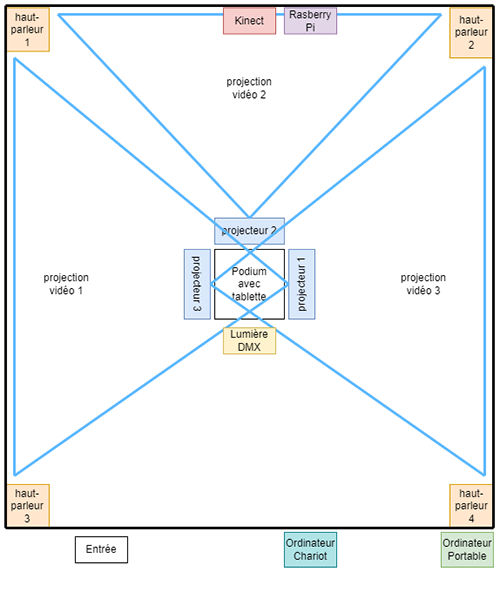 haut-
parleur
1
Kinect
Rasberry
Pi
haut-
parleur
2
projection
vidéo 2
projecteur 2
projection
vidéo 1
projecteur 3
Podium
avec
tablette
projecteur 1
projection
vidéo 3
Lumière
DMX
haut-
parleur
3
haut-
parleur
4
Entrée
Ordinateur
Chariot
Ordinateur
Portable